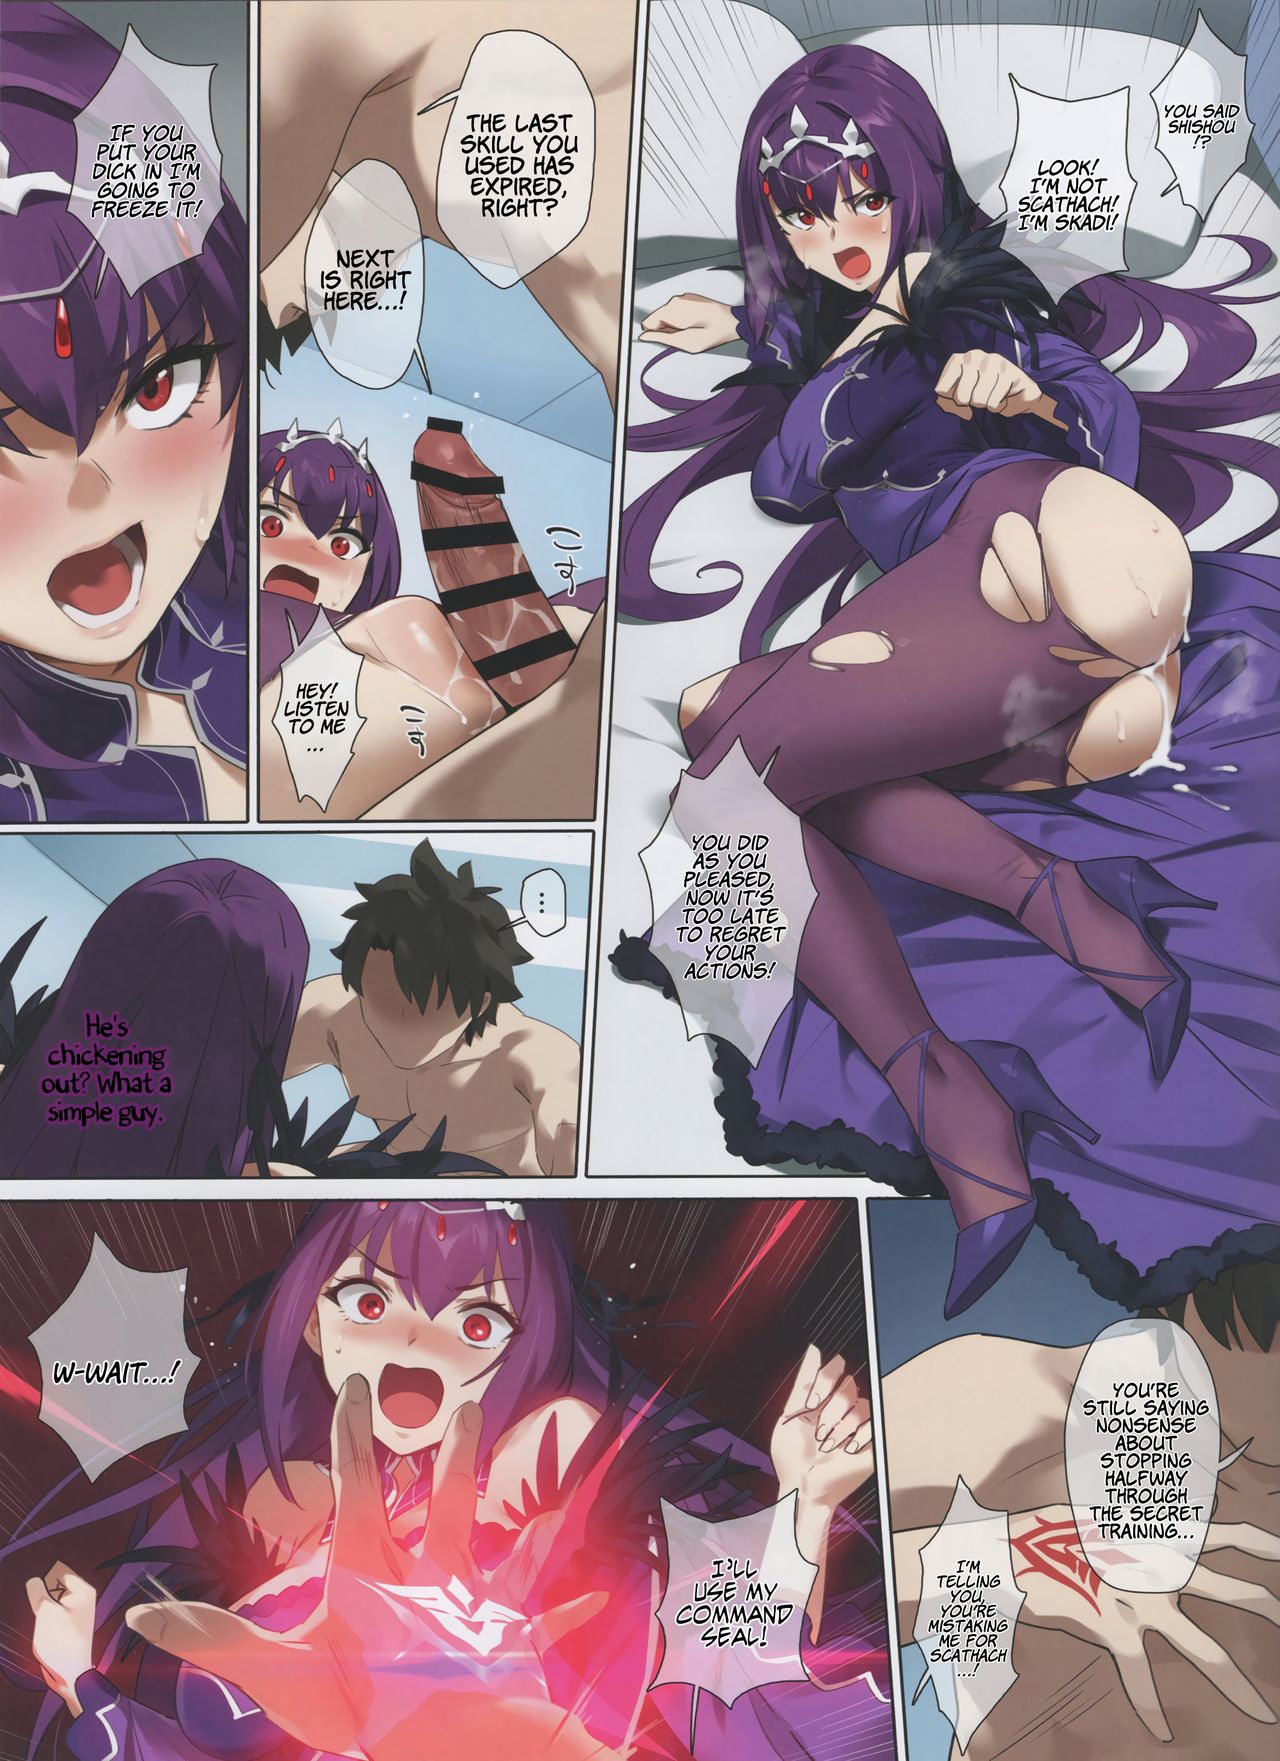 YOU SAID
SHISHOU
!?
LOOK!
I'M NOT
SCATHACH!
I'M SKADI!
YOU DID
AS YOU
PLEASED,
NOW IT'S
TOO LATE
TO REGRET
YOUR
ACTIONS!
THE LAST
SKILL YOU
USED HAS
EXPIRED,
RIGHT?
NEXT
IS RIGHT
HERE...!
こす
HEY!
LISTEN
TO ME
...
こす
IF YOU
PUT YOUR
DICK IN I'M
GOING TO
FREEZE IT!
...
He's
chickening
out? What a
simple guy.
YOU'RE
STILL SAYING
NONSENSE
ABOUT
STOPPING
HALFWAY
THROUGH
THE SECRET
TRAINING...
I'M
TELLING
YOU,
YOU'RE
MISTAKING
ME FOR
SCATHACH
...!
W-WAIT...!
I'LL
USE MY
COMMAND
SEAL!